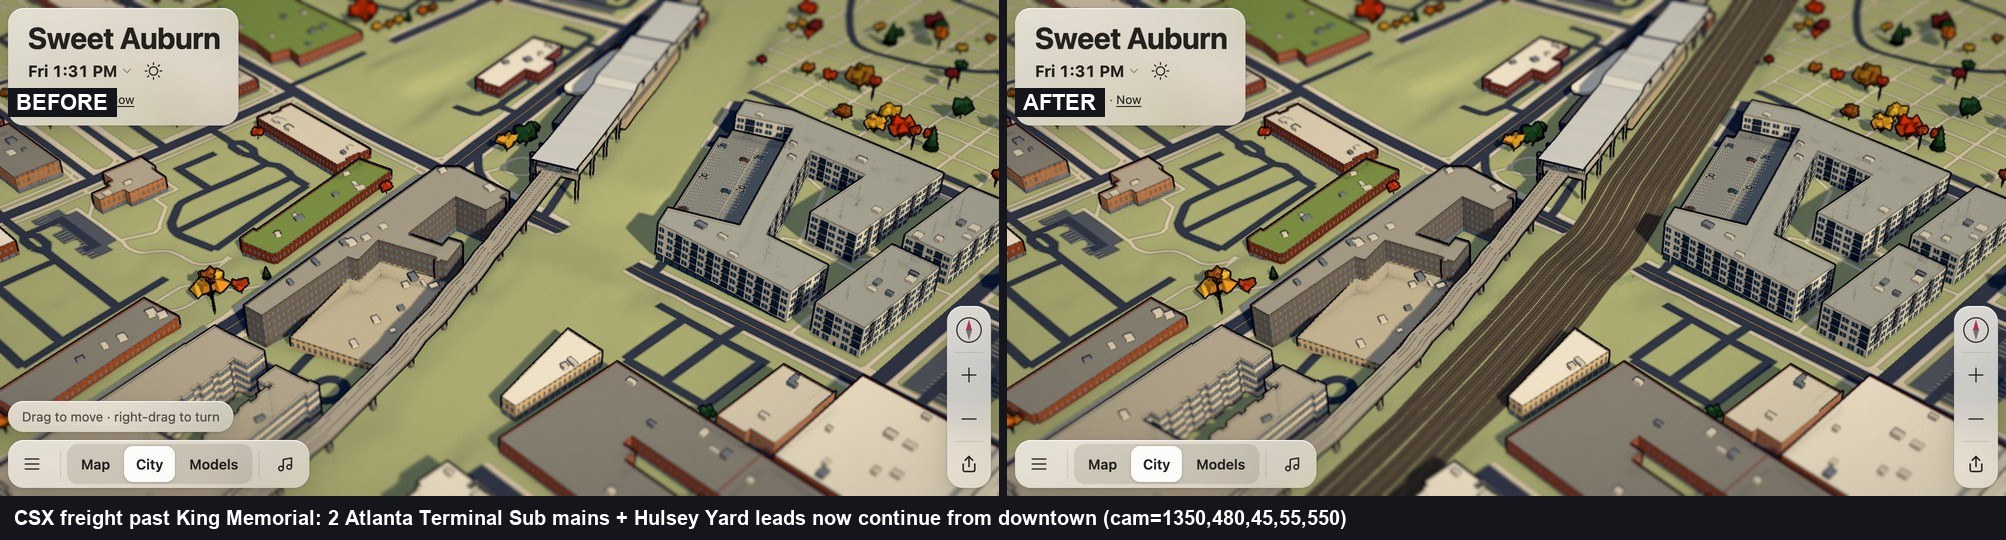 Sweet Auburn
Fri 1:31 PM
BEFORE
ow
Drag to move · right-drag to turn
Map City Models
Sweet Auburn
Fri 1:31 PM
AFTER · Now
Map City Models
CSX freight past King Memorial: 2 Atlanta Terminal Sub mains + Hulsey Yard leads now continue from downtown (cam=1350,480,45,55,550)